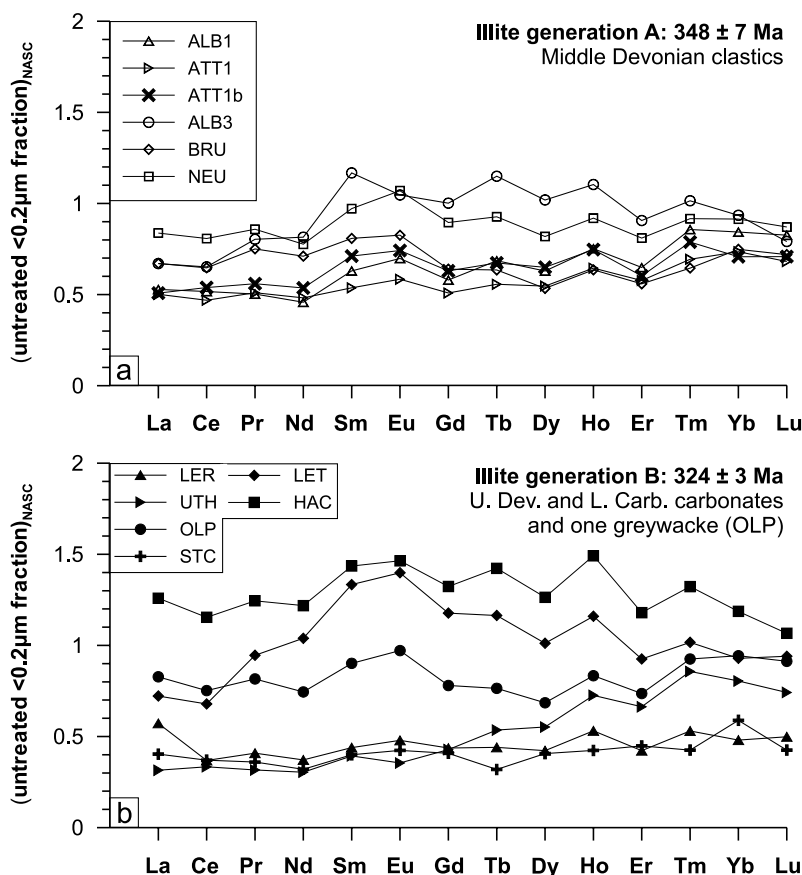 2
Illite generation A: 348 ± 7 Ma
Middle Devonian clastics
ALB1
ATT1
ATT1b
ALB3
BRU
NEU
1.5
1
0.5
0
(untreated <0.2µm fraction)NASC
a
La Ce Pr Nd Sm Eu Gd Tb Dy Ho Er Tm Yb Lu
2
Illite generation B: 324 ± 3 Ma
U. Dev. and L. Carb. carbonates
and one greywacke (OLP)
LER LET
UTH HAC
OLP
STC
1.5
1
0.5
0
(untreated <0.2µm fraction)NASC
b
La Ce Pr Nd Sm Eu Gd Tb Dy Ho Er Tm Yb Lu